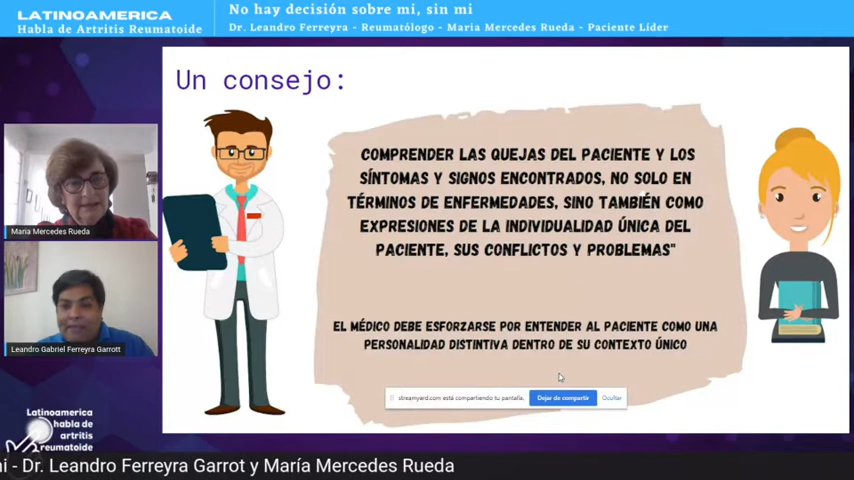 LATINOAMERICA
Habla de Artritis Reumatoide
No hay decisión sobre mí, sin mi
Dr. Leandro Ferreyra - Reumatólogo - Maria Mercedes Rueda - Paciente Líder
Un consejo:
COMPRENDER LAS QUEJAS DEL PACIENTE Y LOS
SÍNTOMAS Y SIGNOS ENCONTRADOS, NO SOLO EN
TÉRMINOS DE ENFERMEDADES, SINO TAMBIÉN COMO
EXPRESIONES DE LA INDIVIDUALIDAD ÚNICA DEL
PACIENTE, SUS CONFLICTOS Y PROBLEMAS"
EL MÉDICO DEBE ESFORZARSE POR ENTENDER AL PACIENTE COMO UNA
PERSONALIDAD DISTINTIVA DENTRO DE SU CONTEXTO ÚNICO
streamyard.com está compartiendo tu pantalla.
Dejar de compartir
Ocultar
Maria Mercedes Rueda
Leandro Gabriel Ferreyra Garrott
Latinoamerica
habla de
artritis
reumatoide
ni - Dr. Leandro Ferreyra Garrot y María Mercedes Rueda